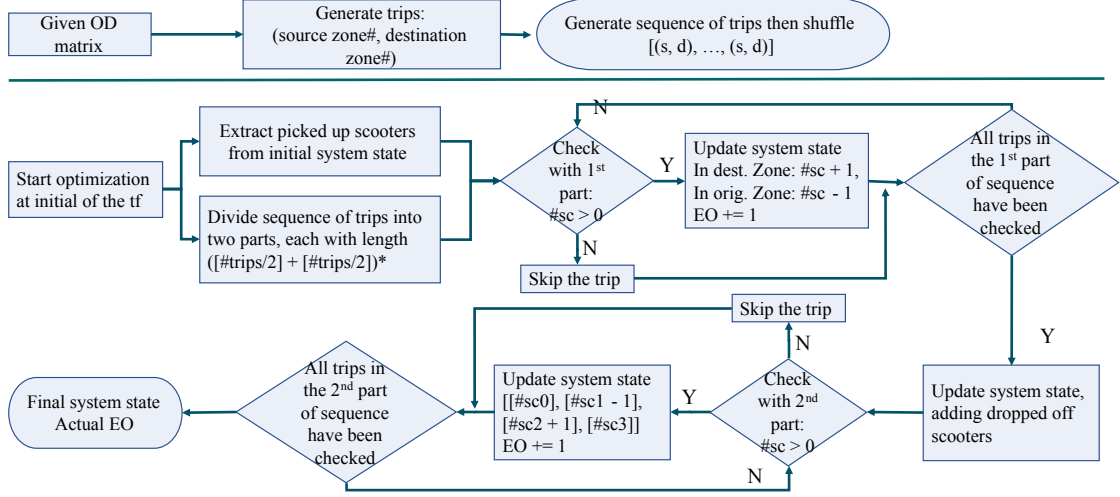 Given OD
matrix
Generate trips:
(source zone#, destination
zone#)
Generate sequence of trips then shuffle
[(s, d), …, (s, d)]
Start optimization
at initial of the tf
Extract picked up scooters
from initial system state
Divide sequence of trips into
two parts, each with length
([#trips/2] + [#trips/2])*
N
Check
with 1st
part:
#sc > 0
Y
N
Skip the trip
Update system state
In dest. Zone: #sc + 1,
In orig. Zone: #sc - 1
EO += 1
All trips in
the 1st part
of sequence
have been
checked
Y
Update system state,
adding dropped off
scooters
Check
with 2nd
part:
#sc > 0
N
Skip the trip
Y
Update system state
[[#sc0], [#sc1 - 1],
[#sc2 + 1], [#sc3]]
EO += 1
All trips in
the 2nd part
of sequence
have been
checked
N
Final system state
Actual EO